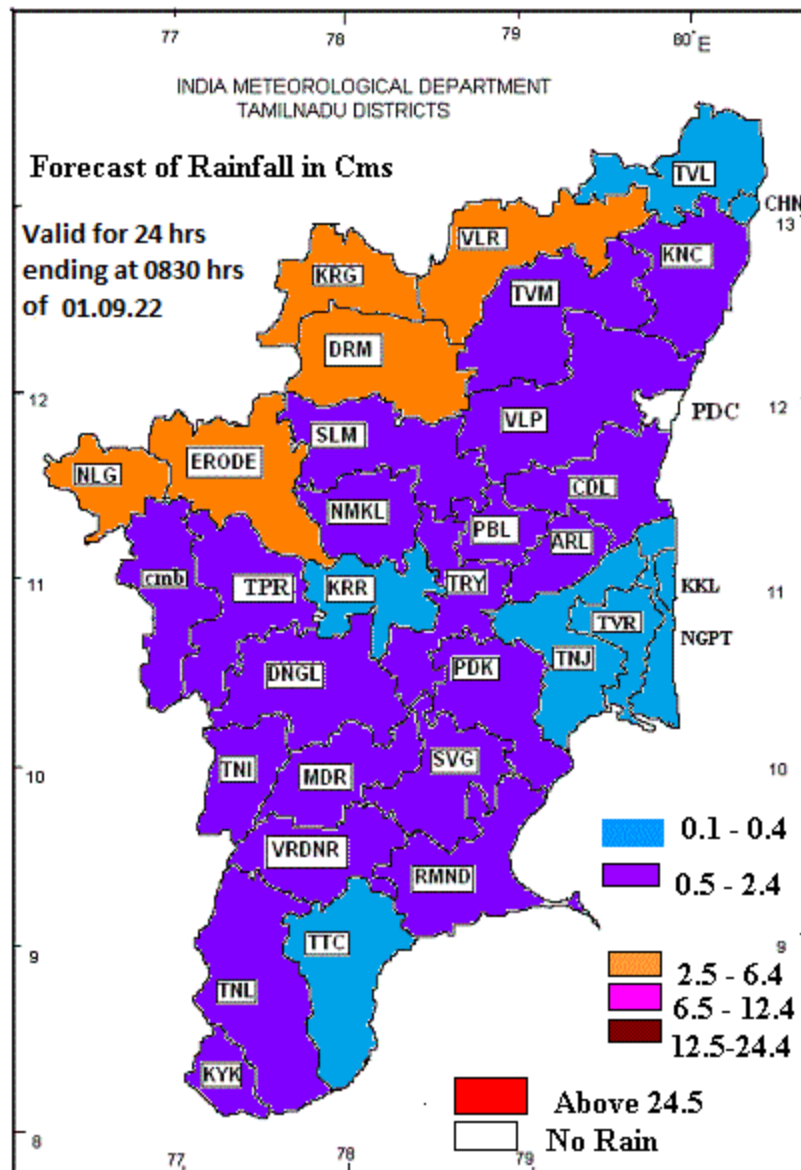 77 78 79 80°E
INDIA METEOROLOGICAL DEPARTMENT
TAMILNADU DISTRICTS
Forecast of Rainfall in Cms
TVL
CHN
13
Valid for 24 hrs
ending at 0830 hrs
of 01.09.22
VLR
KNC
KRG
TVM
DRM
12
12
PDC
SLM
VLP
ERODE
NLG
CDL
NMKL
PBL
ARL
11
cmb
TPR
KRR
TRY
KKL
11
TVR
NGPT
DNGL
PDK
TNJ
10
TNI
MDR
SVG
10
0.1 - 0.4
VRDNR
RMND
0.5 - 2.4
9
TTC
9
TNL
2.5 - 6.4
6.5 - 12.4
12.5-24.4
KYK
Above 24.5
8
No Rain
77 78 79